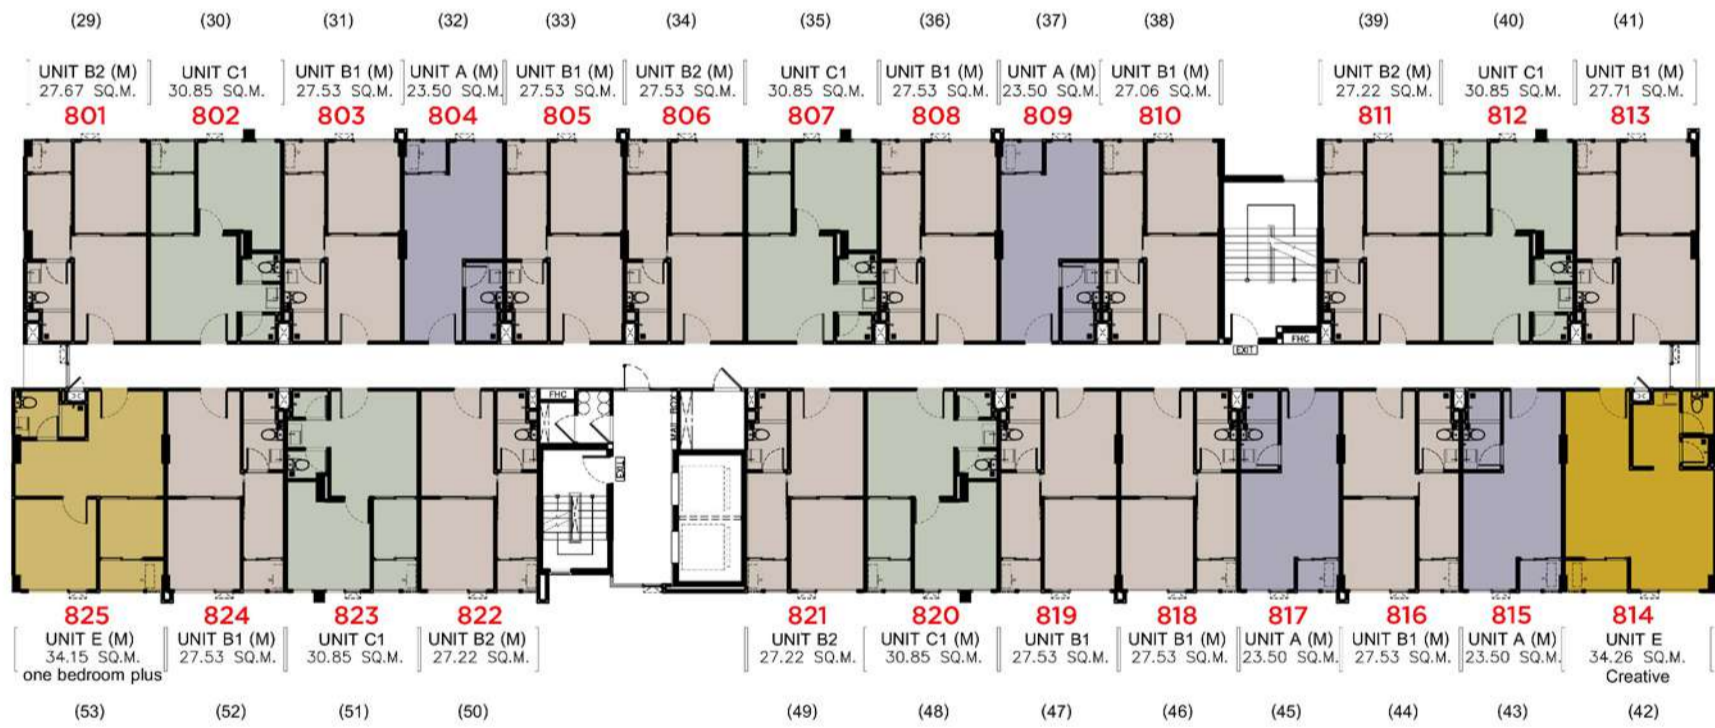 (29) (30) (31) (32) (33) (34) (35) (36) (37) (38) (39) (40) (41)
UNIT B2 (M) UNIT C1 UNIT B1 (M) UNIT A (M) UNIT B1 (M) UNIT B2 (M) UNIT C1 UNIT B1 (M) UNIT A (M) UNIT B1 (M) UNIT B2 (M) UNIT C1 UNIT B1 (M)
27.67 SQ.M. 30.85 SQ.M. 27.53 SQ.M. 23.50 SQ.M. 27.53 SQ.M. 27.53 SQ.M. 30.85 SQ.M. 27.53 SQ.M. 23.50 SQ.M. 27.06 SQ.M. 27.22 SQ.M. 30.85 SQ.M. 27.71 SQ.M.
801 802 803 804 805 806 807 808 809 810 811 812 813
FHC
EXIT
FHC
MAIL BOX
EXIT
825 824 823 822 821 820 819 818 817 816 815 814
UNIT E (M) UNIT B1 (M) UNIT C1 UNIT B2 (M) UNIT B2 UNIT C1 (M) UNIT B1 UNIT B1 (M) UNIT A (M) UNIT B1 (M) UNIT A (M) UNIT E
34.15 SQ.M. 27.53 SQ.M. 30.85 SQ.M. 27.22 SQ.M. 27.22 SQ.M. 30.85 SQ.M. 27.53 SQ.M. 27.53 SQ.M. 23.50 SQ.M. 27.53 SQ.M. 23.50 SQ.M. 34.26 SQ.M.
one bedroom plus Creative
(53) (52) (51) (50) (49) (48) (47) (46) (45) (44) (43) (42)